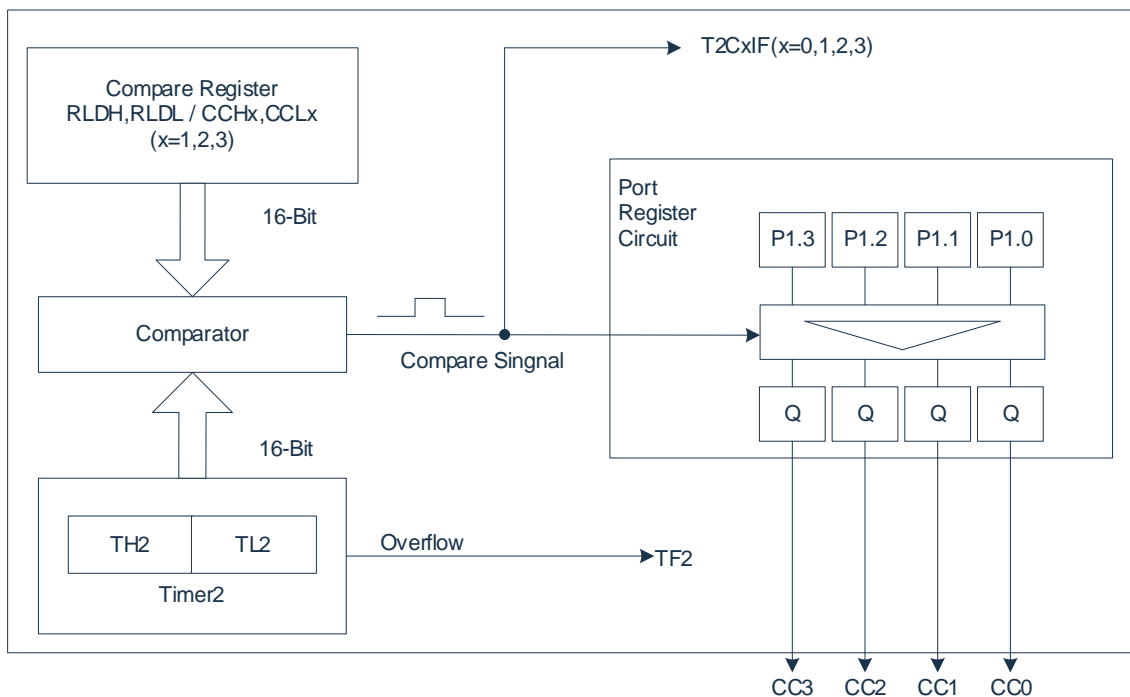 T2CxIF(x=0,1,2,3)
Compare Register
RLDH,RLDL / CCHx,CCLx
(x=1,2,3)
16-Bit
Port
Register
Circuit
P1.3 P1.2 P1.1 P1.0
Comparator
Compare Singnal
Q Q Q Q
16-Bit
TH2 TL2
Timer2
Overflow
TF2
CC3 CC2 CC1 CC0